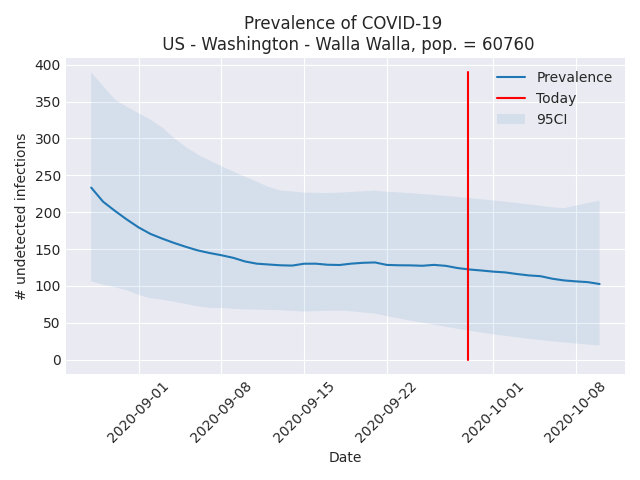 Prevalence of COVID-19
US - Washington - Walla Walla, pop. = 60760
400
350
300
250
200
150
100
50
0
# undetected infections
Prevalence
Today
95CI
2020-09-01
2020-09-08
2020-09-15
2020-09-22
2020-10-01
2020-10-08
Date